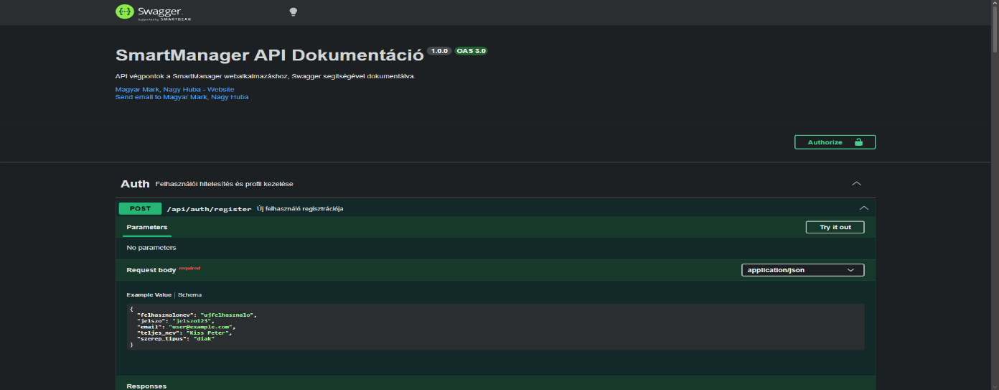 Swagger.
Supported by SMARTBEAR
SmartManager API Dokumentáció 1.0.0 OAS 3.0
API végpontok a SmartManager webalkalmazáshoz, Swagger segítségével dokumentálva.
Magyar Mark, Nagy Huba - Website
Send email to Magyar Mark, Nagy Huba
Authorize
Auth Felhasználói hitelesítés és profil kezelése
POST /api/auth/register Új felhasználó regisztrációja
Parameters Try it out
No parameters
Request body required application/json
Example Value | Schema
{
"felhasznalonev": "ujfelhasznalo",
"jelszo": "jelszo123",
"email": "user@example.com",
"teljes_nev": "Kiss Peter",
"szerep_tipus": "diak"
}
Responses